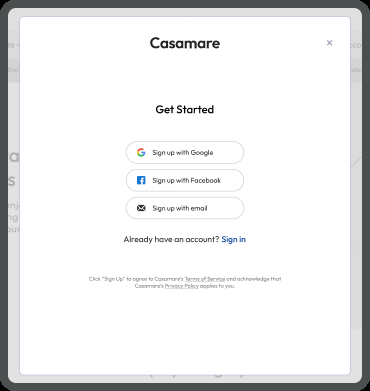 Casamare
×
Get Started
Sign up with Google
Sign up with Facebook
Sign up with email
Already have an account? Sign in
Click "Sign Up" to agree to Casamare's Terms of Service and acknowledge that
Casamare's Privacy Policy applies to you.